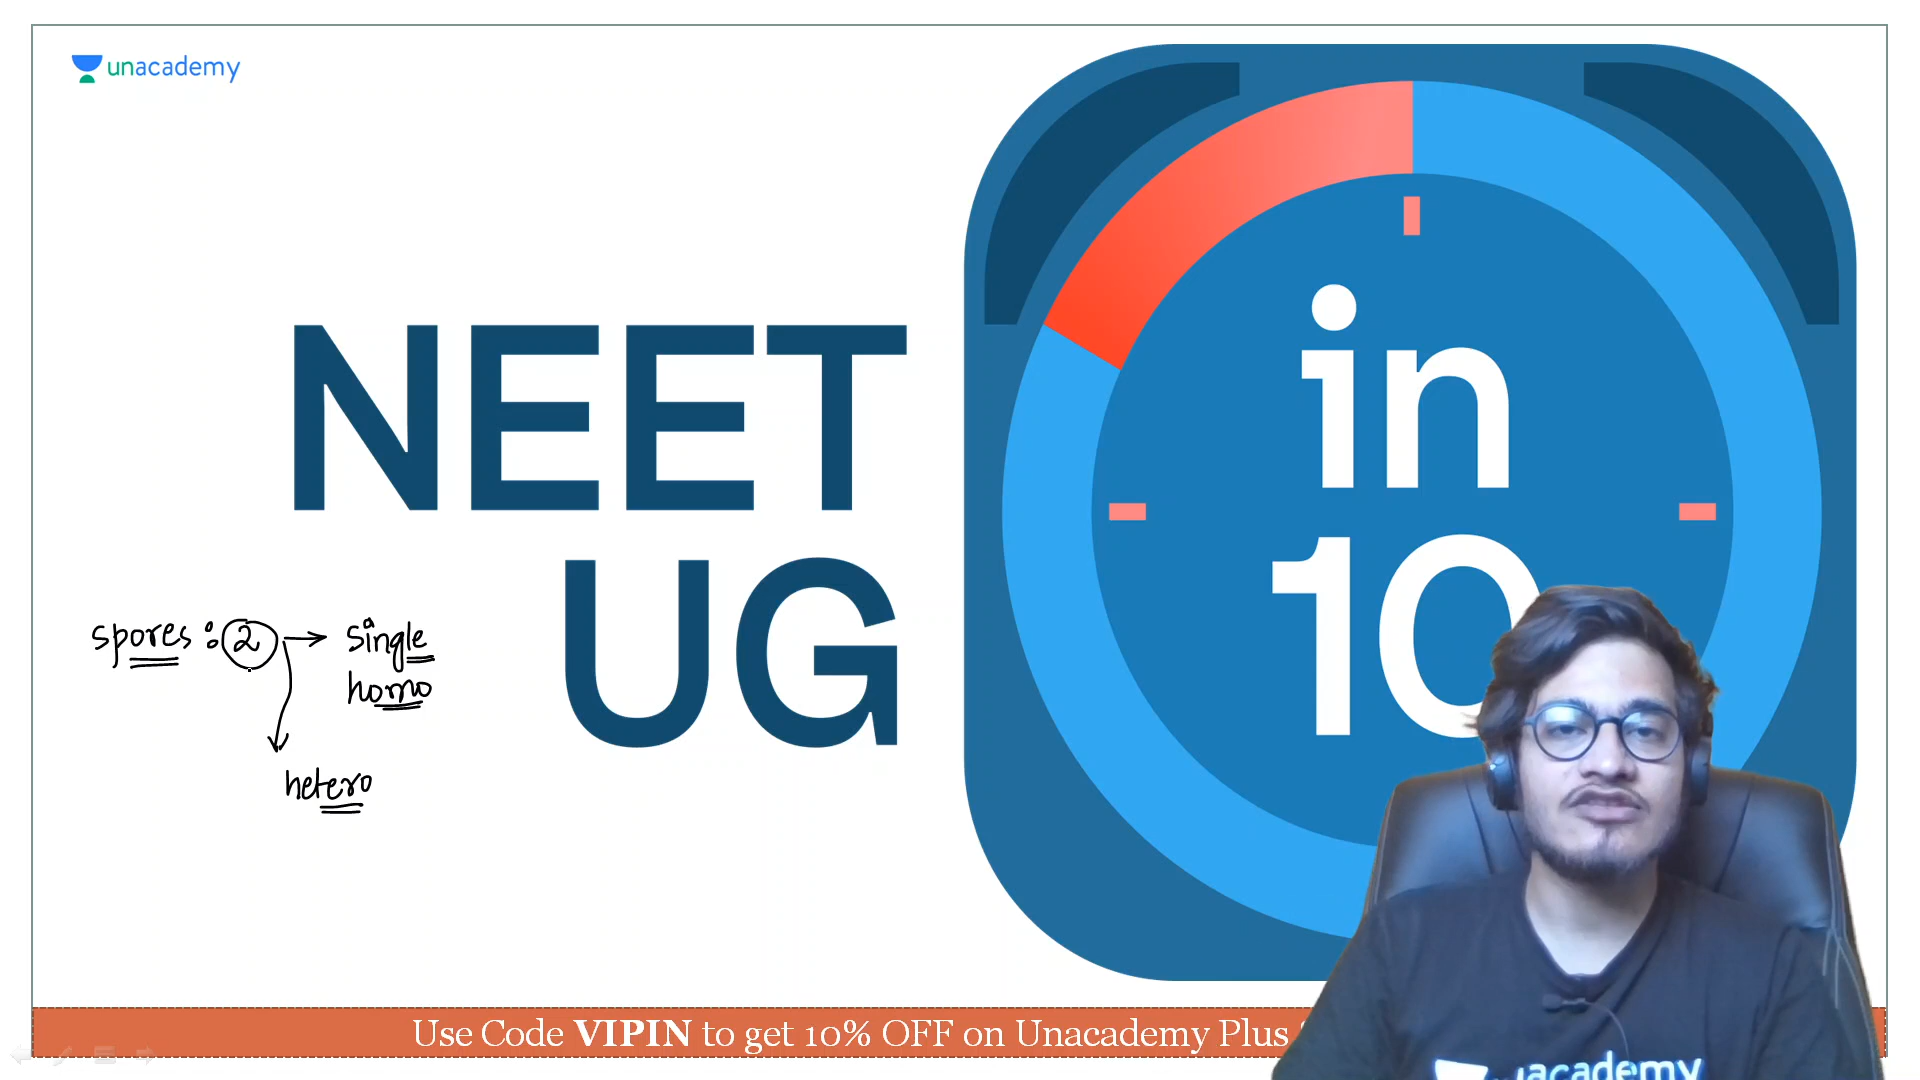 unacademy
NEET
UG
in
10
spores : 2 → single
homo
hetero
Use Code VIPIN to get 10% OFF on Unacademy Plus
unacademy